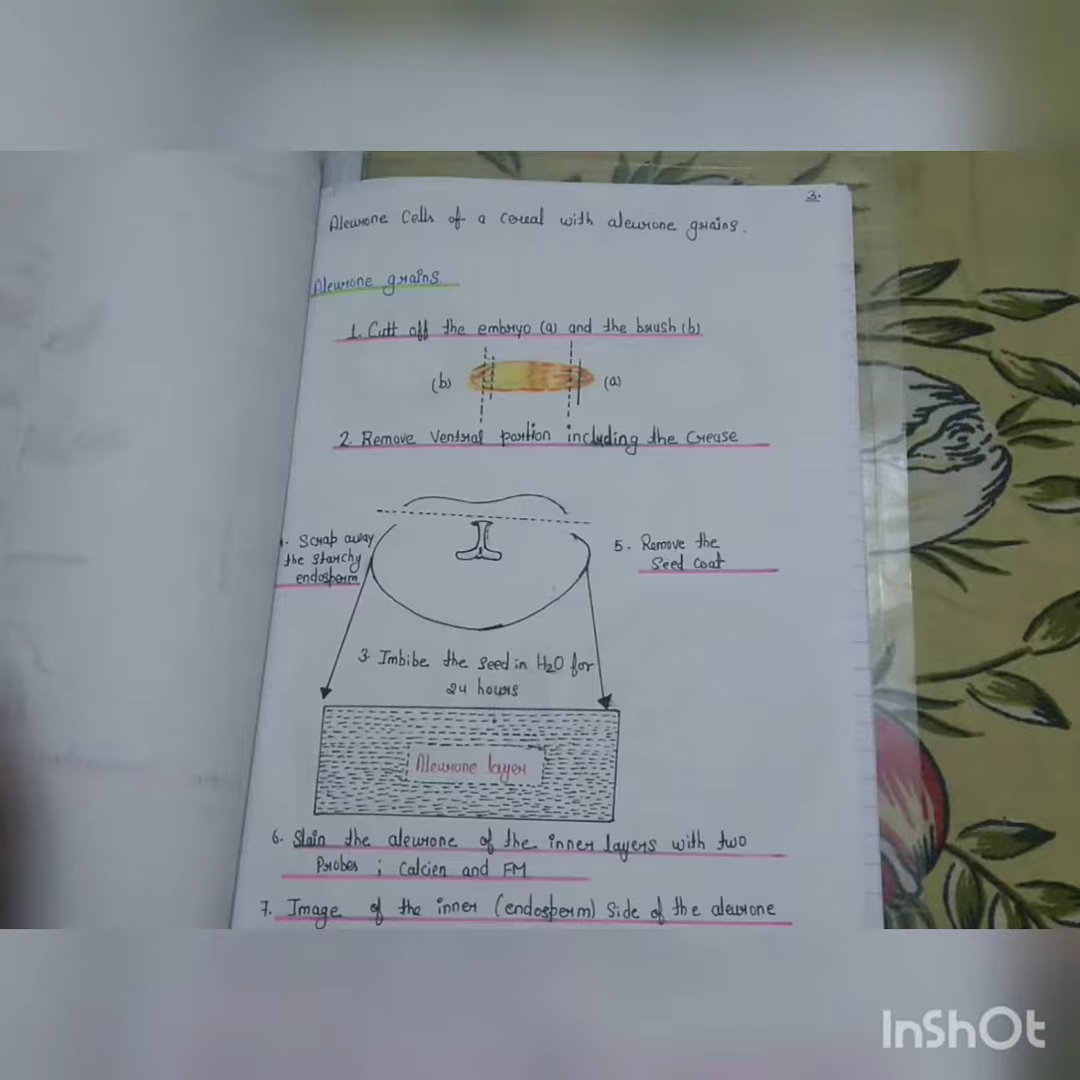 3.
Aleurone Cells of a cereal with aleurone grains.
Aleurone grains.
1. Cutt off the embryo (a) and the brush (b)
(b)
(a)
2. Remove Ventral portion including the Crease
Scrap away
the starchy
endosperm
5. Remove the
Seed coat
3. Imbibe the seed in H2O for
24 hours
Aleurone layer
6. Stain the aleurone of the inner layers with two
Probes ; Calcien and FM
7. Image of the inner (endosperm) Side of the aleurone
InShOt